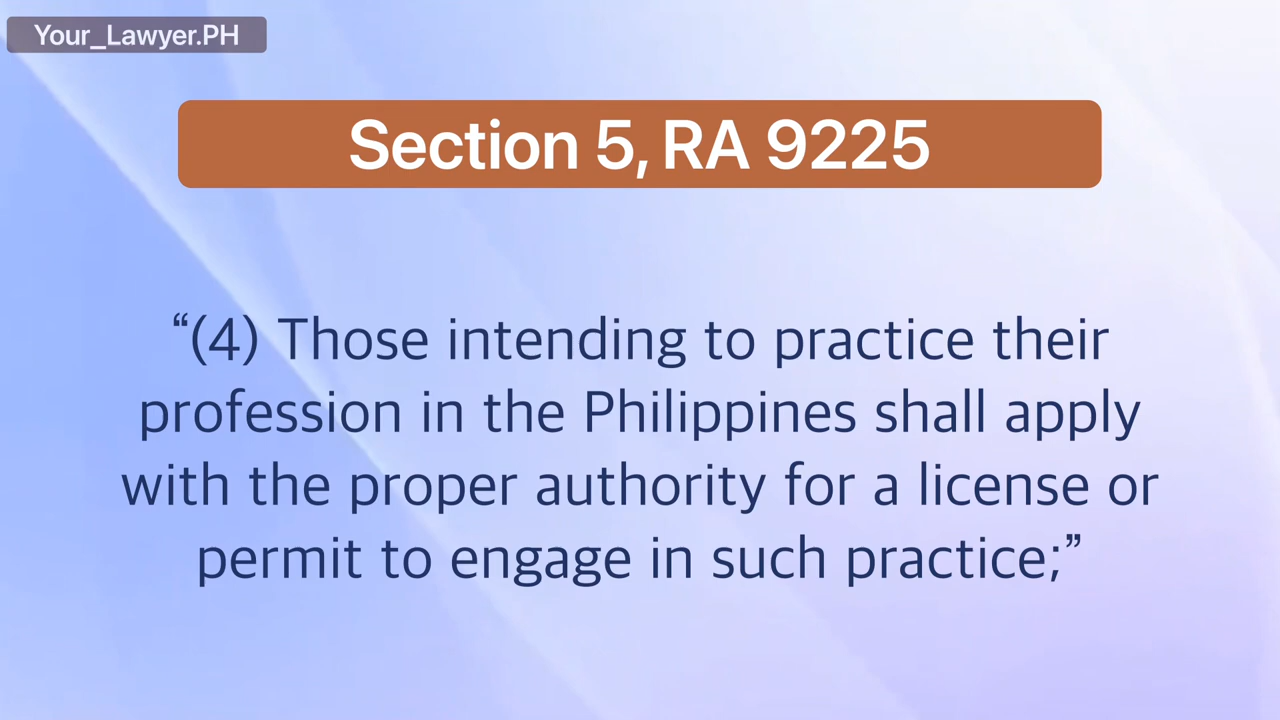 Your_Lawyer.PH
Section 5, RA 9225
“(4) Those intending to practice their
profession in the Philippines shall apply
with the proper authority for a license or
permit to engage in such practice;”